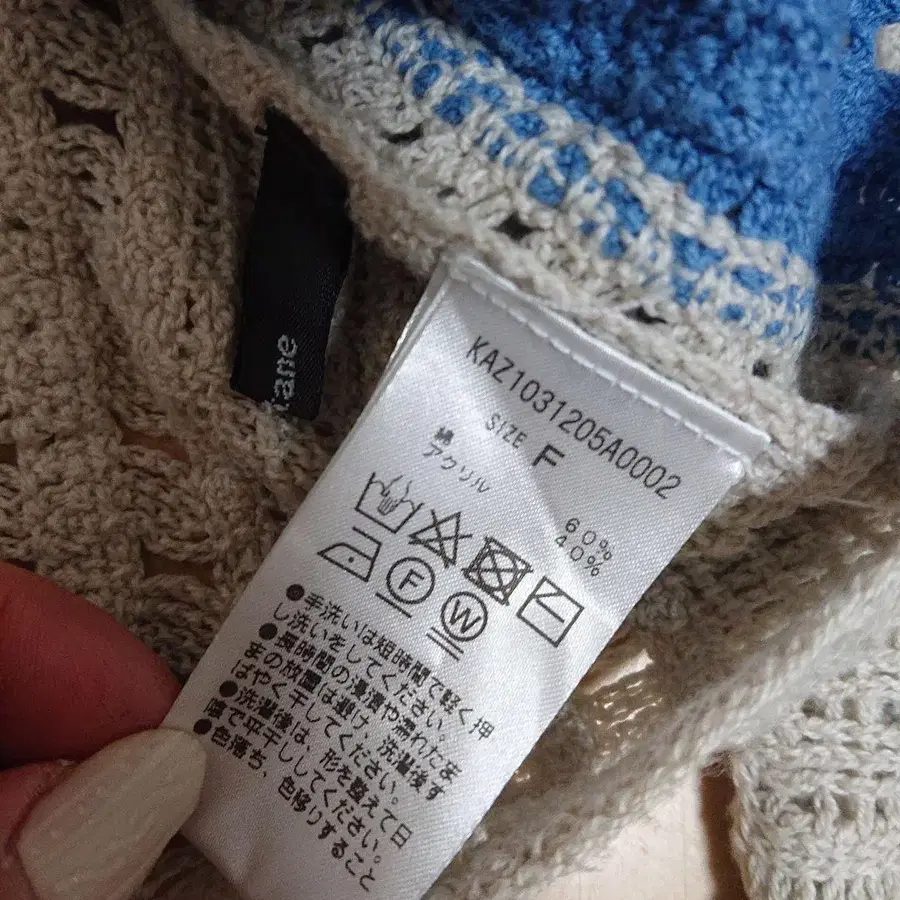 tane
KAZ1031205A0002
SIZE
F
綿 60%
アクリル 40%
F
W
●手洗いは短時間で軽く押
し洗いをしてください。
●長時間の浸漬や濡れたま
まの放置は避け、洗濯後す
ばやく干してください。
●洗濯後は、形を整えて日
陰で平干ししてください。
●色落ち、色移りすること